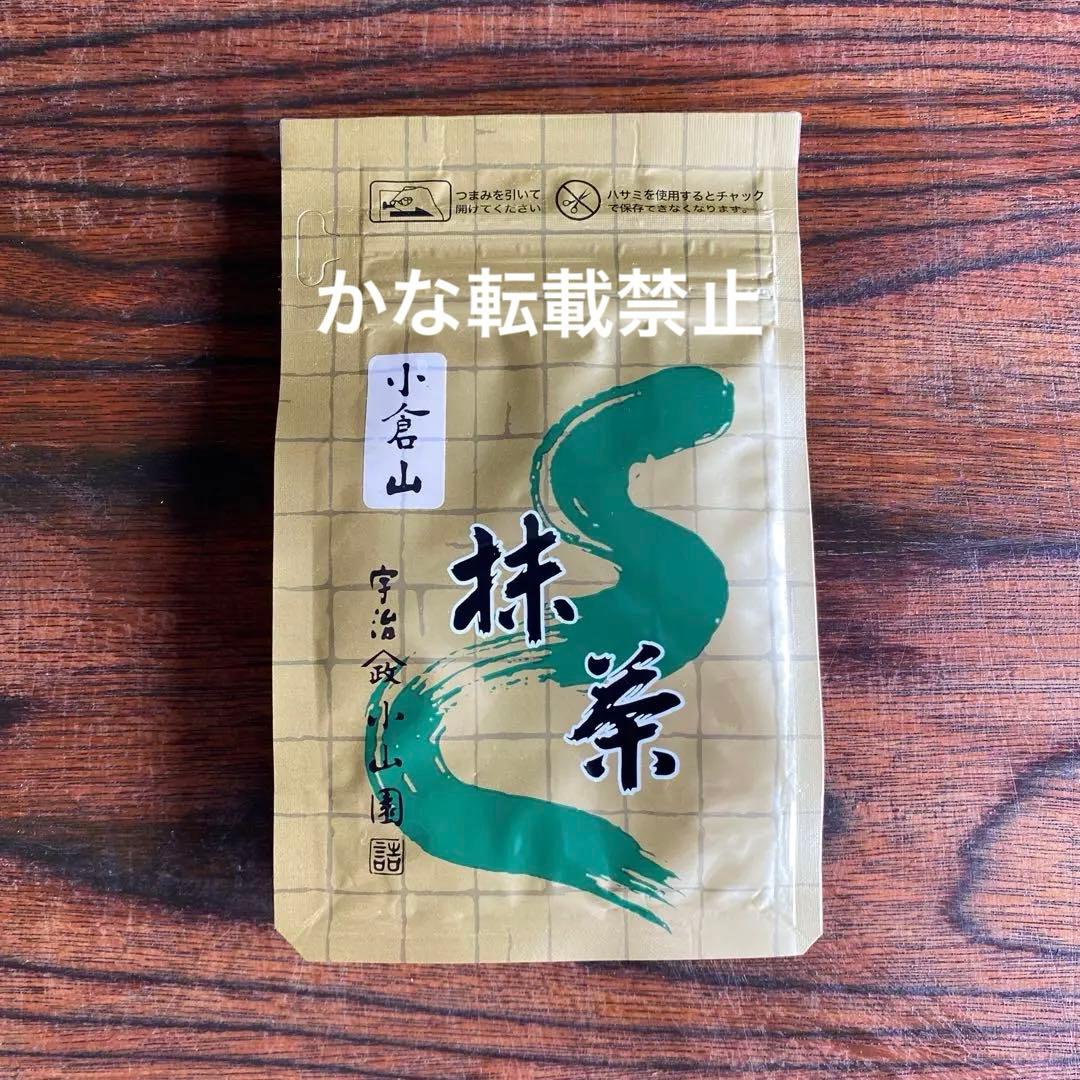 つまみを引いて
開けてください
ハサミを使用するとチャック
で保存できなくなります。
かな転載禁止
小倉山
抹茶
宇治 政 小山園 詰